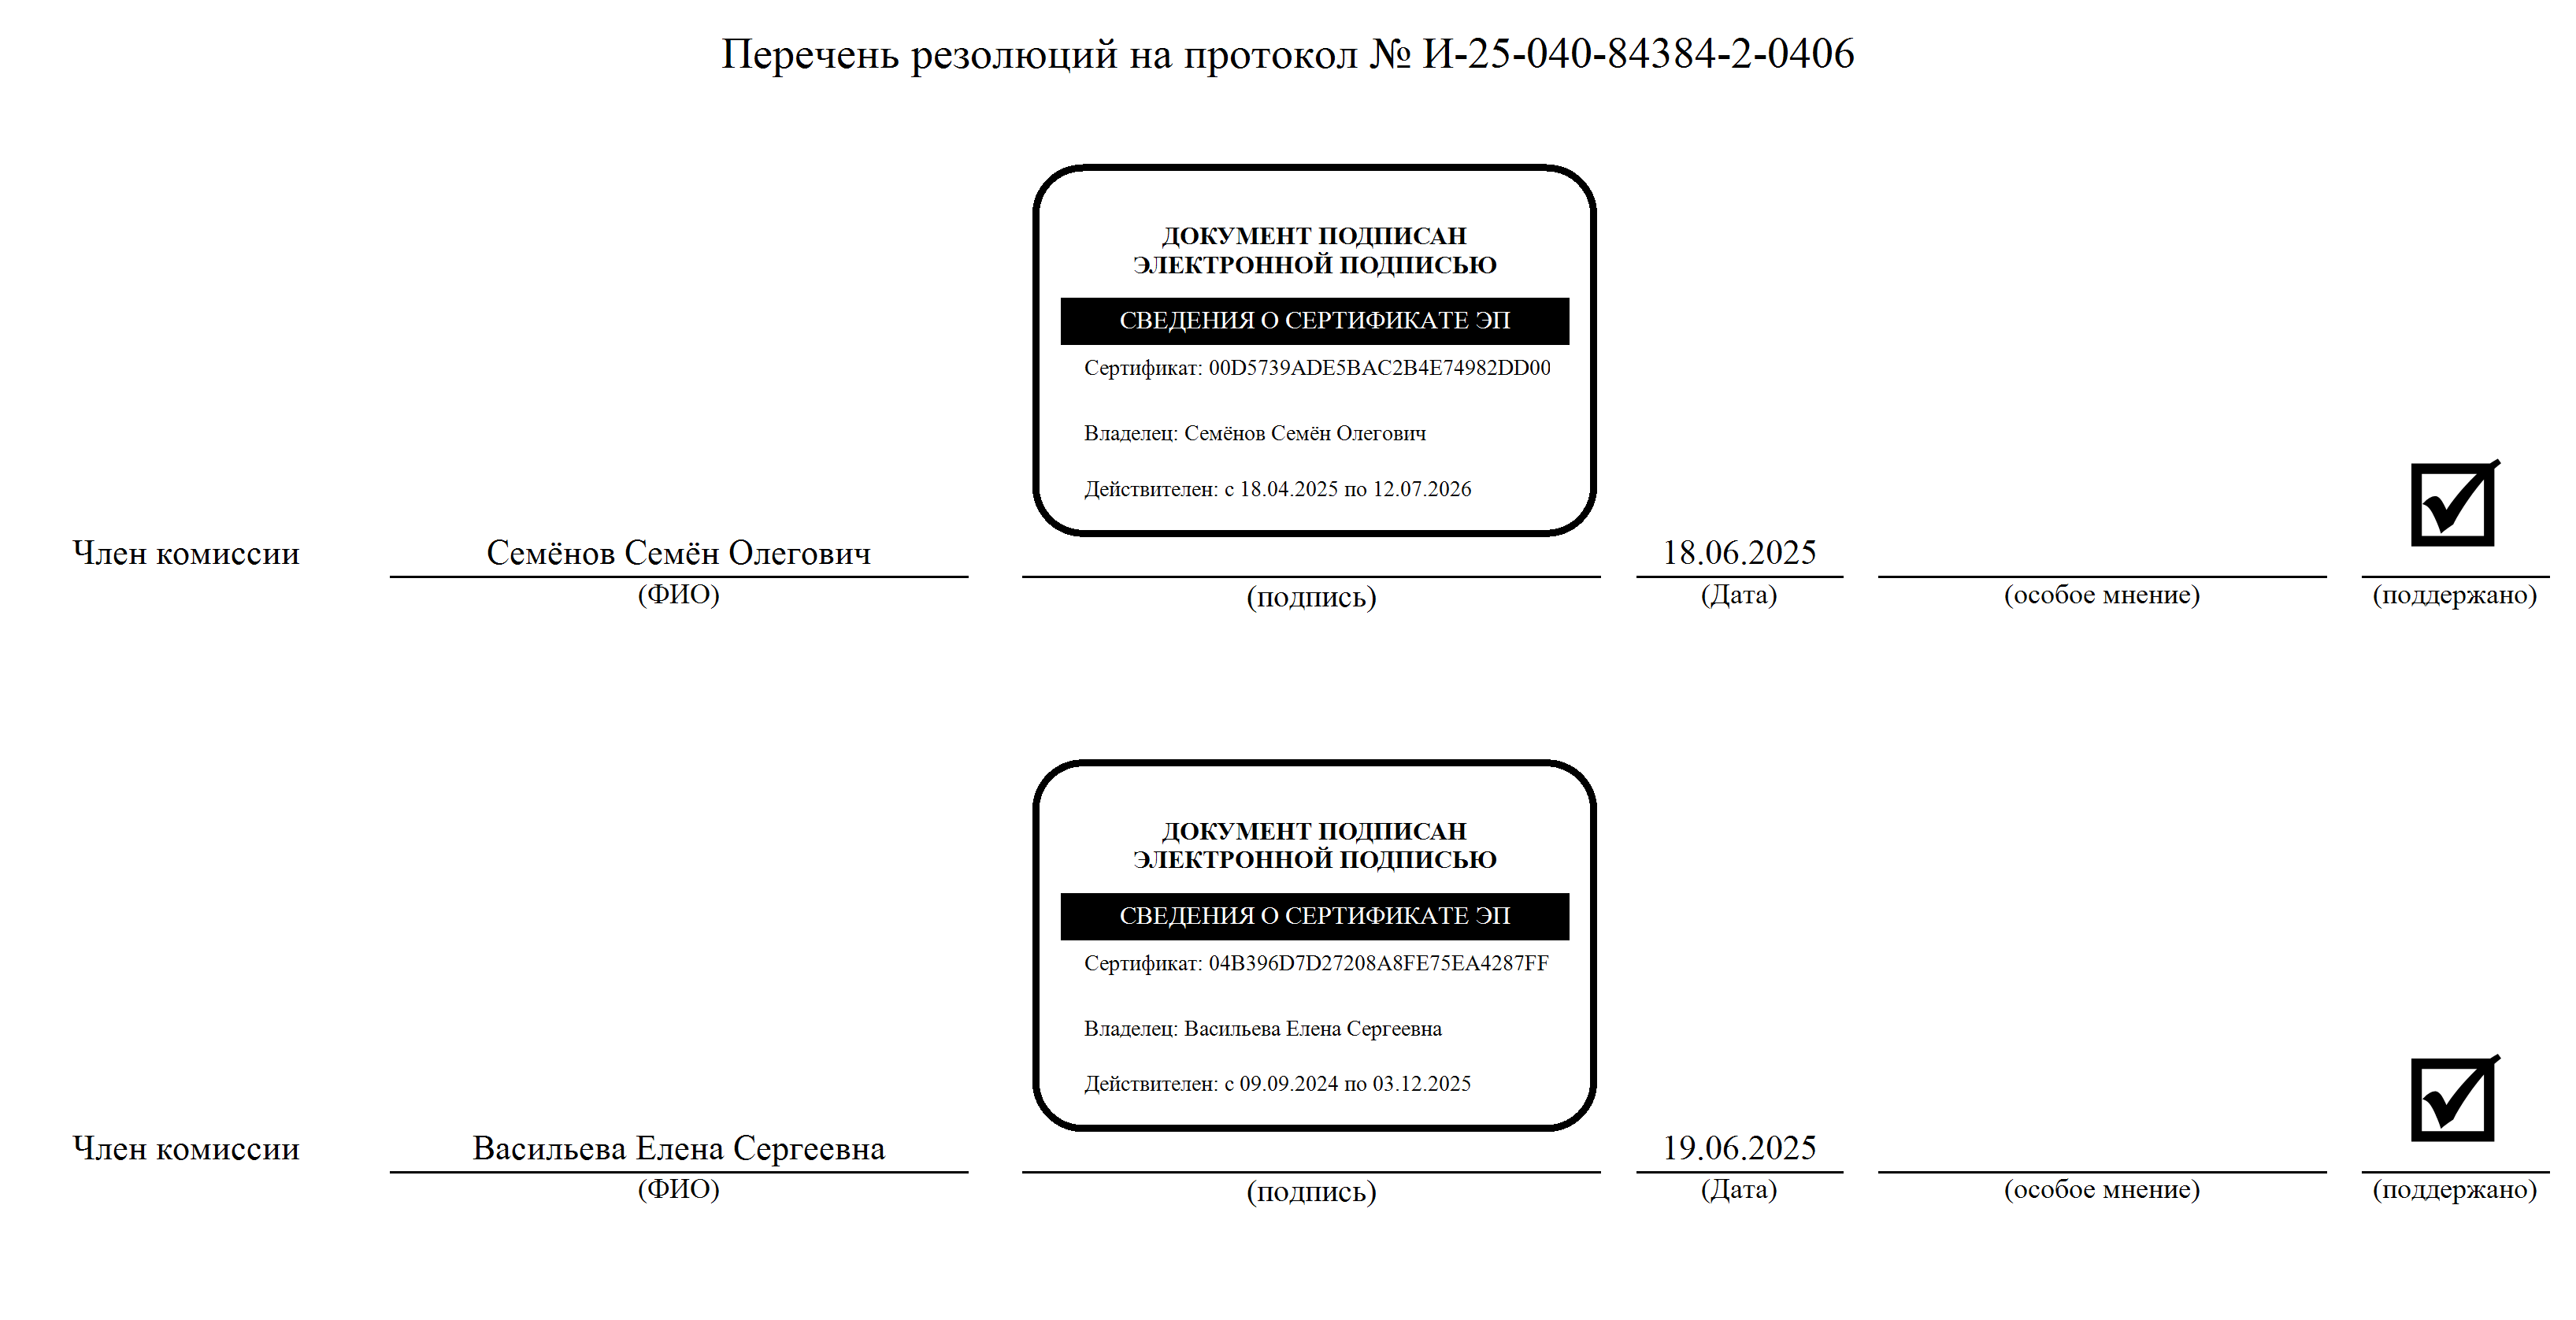 Перечень резолюций на протокол № И-25-040-84384-2-0406
ДОКУМЕНТ ПОДПИСАН
ЭЛЕКТРОННОЙ ПОДПИСЬЮ
СВЕДЕНИЯ О СЕРТИФИКАТЕ ЭП
Сертификат: 00D5739ADE5BAC2B4E74982DD00
Владелец: Семёнов Семён Олегович
Действителен: с 18.04.2025 по 12.07.2026
Член комиссии Семёнов Семён Олегович 18.06.2025
(ФИО) (подпись) (Дата) (особое мнение) (поддержано)
ДОКУМЕНТ ПОДПИСАН
ЭЛЕКТРОННОЙ ПОДПИСЬЮ
СВЕДЕНИЯ О СЕРТИФИКАТЕ ЭП
Сертификат: 04B396D7D27208A8FE75EA4287FF
Владелец: Васильева Елена Сергеевна
Действителен: с 09.09.2024 по 03.12.2025
Член комиссии Васильева Елена Сергеевна 19.06.2025
(ФИО) (подпись) (Дата) (особое мнение) (поддержано)